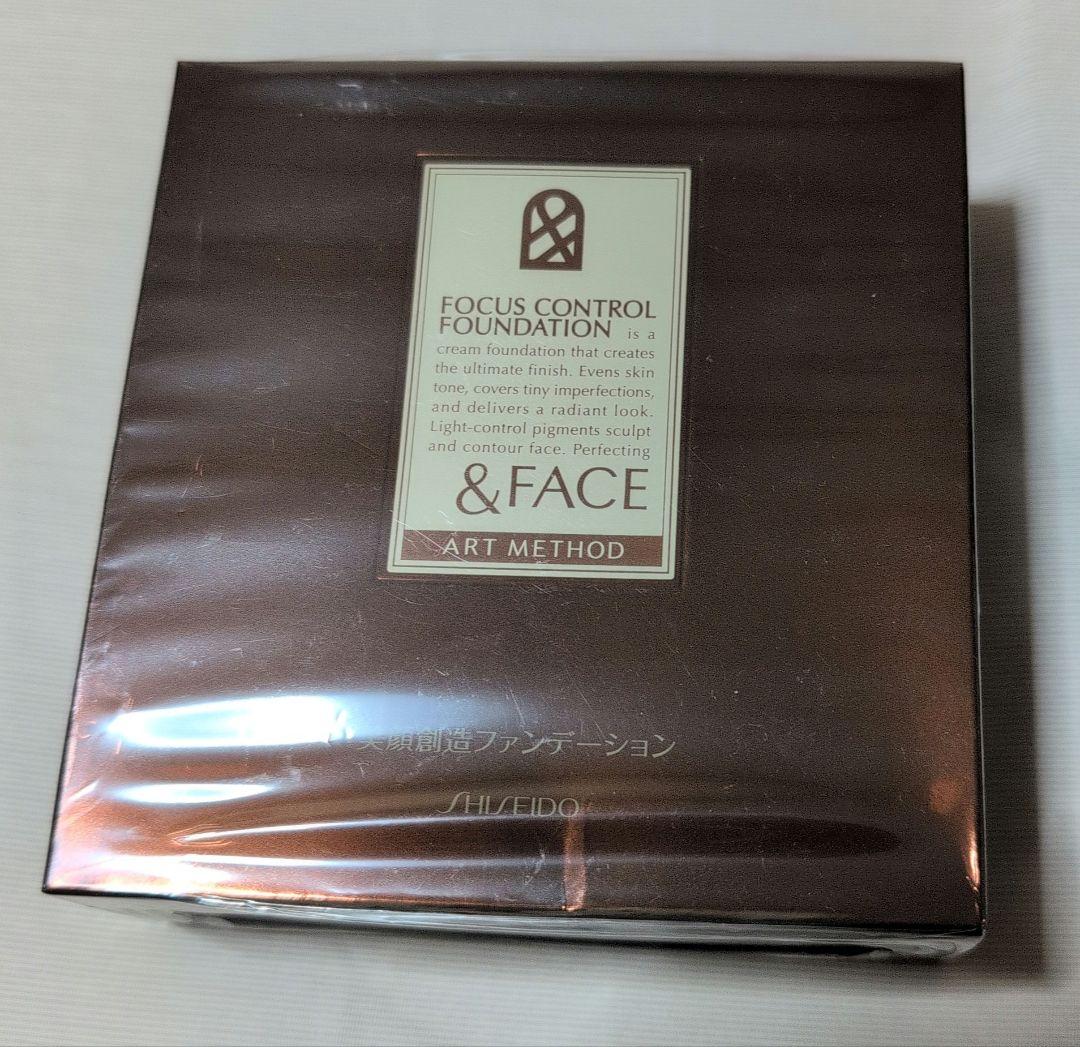 FOCUS CONTROL
FOUNDATION is a
cream foundation that creates
the ultimate finish. Evens skin
tone, covers tiny imperfections,
and delivers a radiant look.
Light-control pigments sculpt
and contour face. Perfecting
&FACE
ART METHOD
顔創造ファンデーション
SHISEIDO